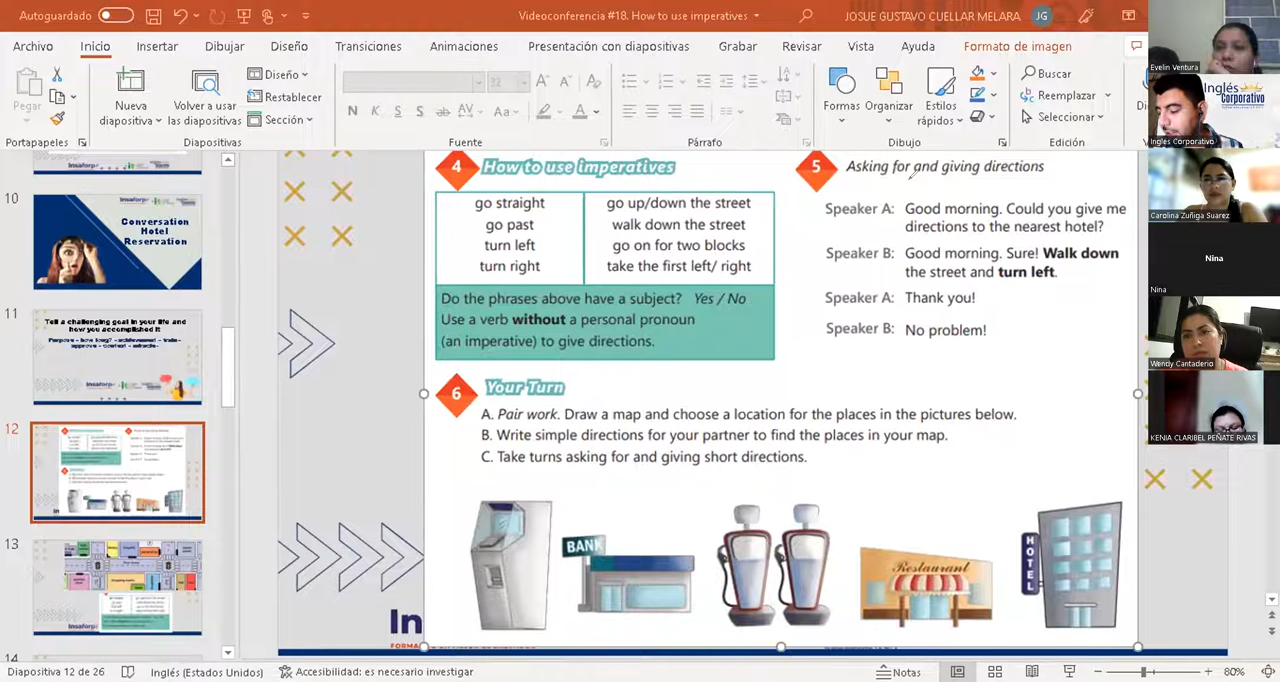 Autoguardado
Videoconferencia #18. How to use imperatives
JOSUE GUSTAVO CUELLAR MELARA
JG
Archivo
Inicio
Insertar
Dibujar
Diseño
Transiciones
Animaciones
Presentación con diapositivas
Grabar
Revisar
Vista
Ayuda
Formato de imagen
Pegar
Nueva diapositiva
Volver a usar las diapositivas
Diseño
Restablecer
Sección
Formas
Organizar
Estilos rápidos
Buscar
Reemplazar
Seleccionar
Portapapeles
Diapositivas
Fuente
Párrafo
Dibujo
Edición
10
Conversation
Hotel
Reservation
11
Tell a challenging goal in your life and
how you accomplished it
12
13
14
4 How to use imperatives
go straight
go past
turn left
turn right
go up/down the street
walk down the street
go on for two blocks
take the first left/ right
Do the phrases above have a subject? Yes / No
Use a verb without a personal pronoun
(an imperative) to give directions.
5 Asking for and giving directions
Speaker A: Good morning. Could you give me
directions to the nearest hotel?
Speaker B: Good morning. Sure! Walk down
the street and turn left.
Speaker A: Thank you!
Speaker B: No problem!
6 Your Turn
A. Pair work. Draw a map and choose a location for the places in the pictures below.
B. Write simple directions for your partner to find the places in your map.
C. Take turns asking for and giving short directions.
BANK
Restaurant
HOTEL
In
Evelin Ventura
Inglés Corporativo
Inglés Corporativo
Carolina Zuñiga Suarez
Nina
Nina
Wendy Cantaderio
KENIA CLARIBEL PEÑATE RIVAS
Diapositiva 12 de 26
Inglés (Estados Unidos)
Accesibilidad: es necesario investigar
Notas
80%